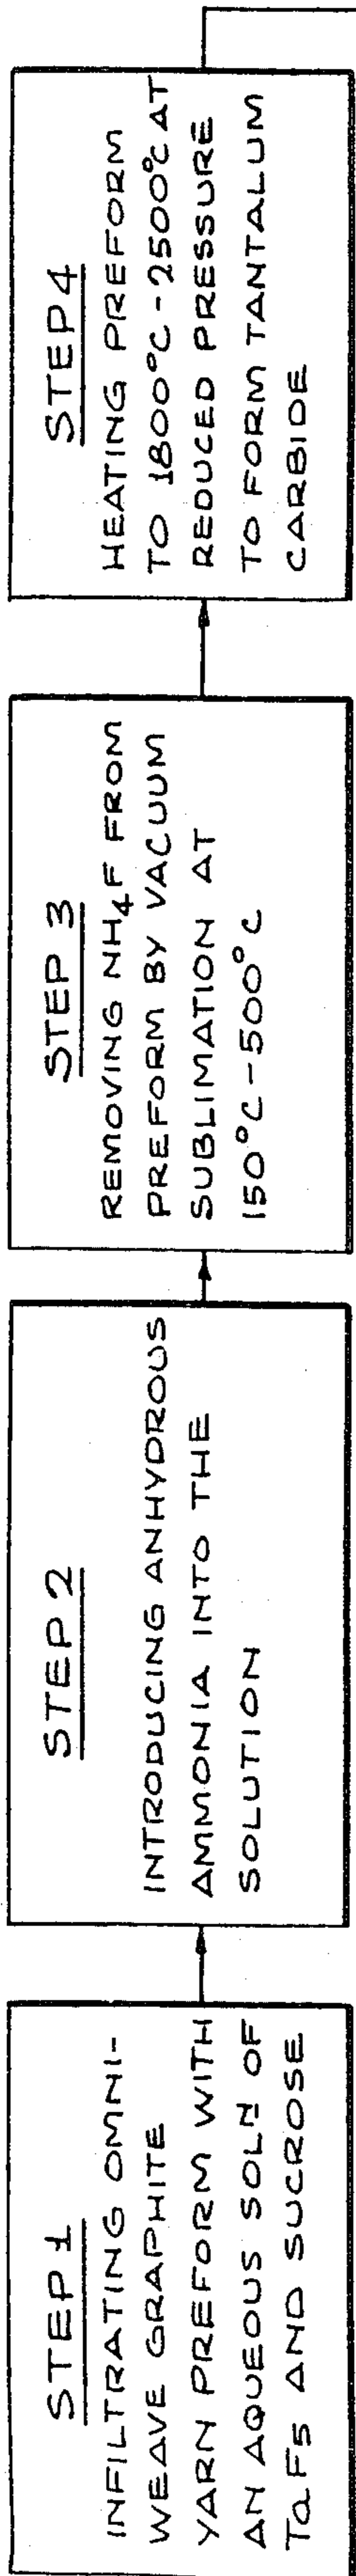 STEP 1
INFILTRATING OMNI-
WEAVE GRAPHITE
YARN PREFORM WITH
AN AQUEOUS SOLN OF
TaF5 AND SUCROSE
STEP 2
INTRODUCING ANHYDROUS
AMMONIA INTO THE
SOLUTION
STEP 3
REMOVING NH4F FROM
PREFORM BY VACUUM
SUBLIMATION AT
150°C-500°C
STEP 4
HEATING PREFORM
TO 1800°C-2500°C AT
REDUCED PRESSURE
TO FORM TANTALUM
CARBIDE